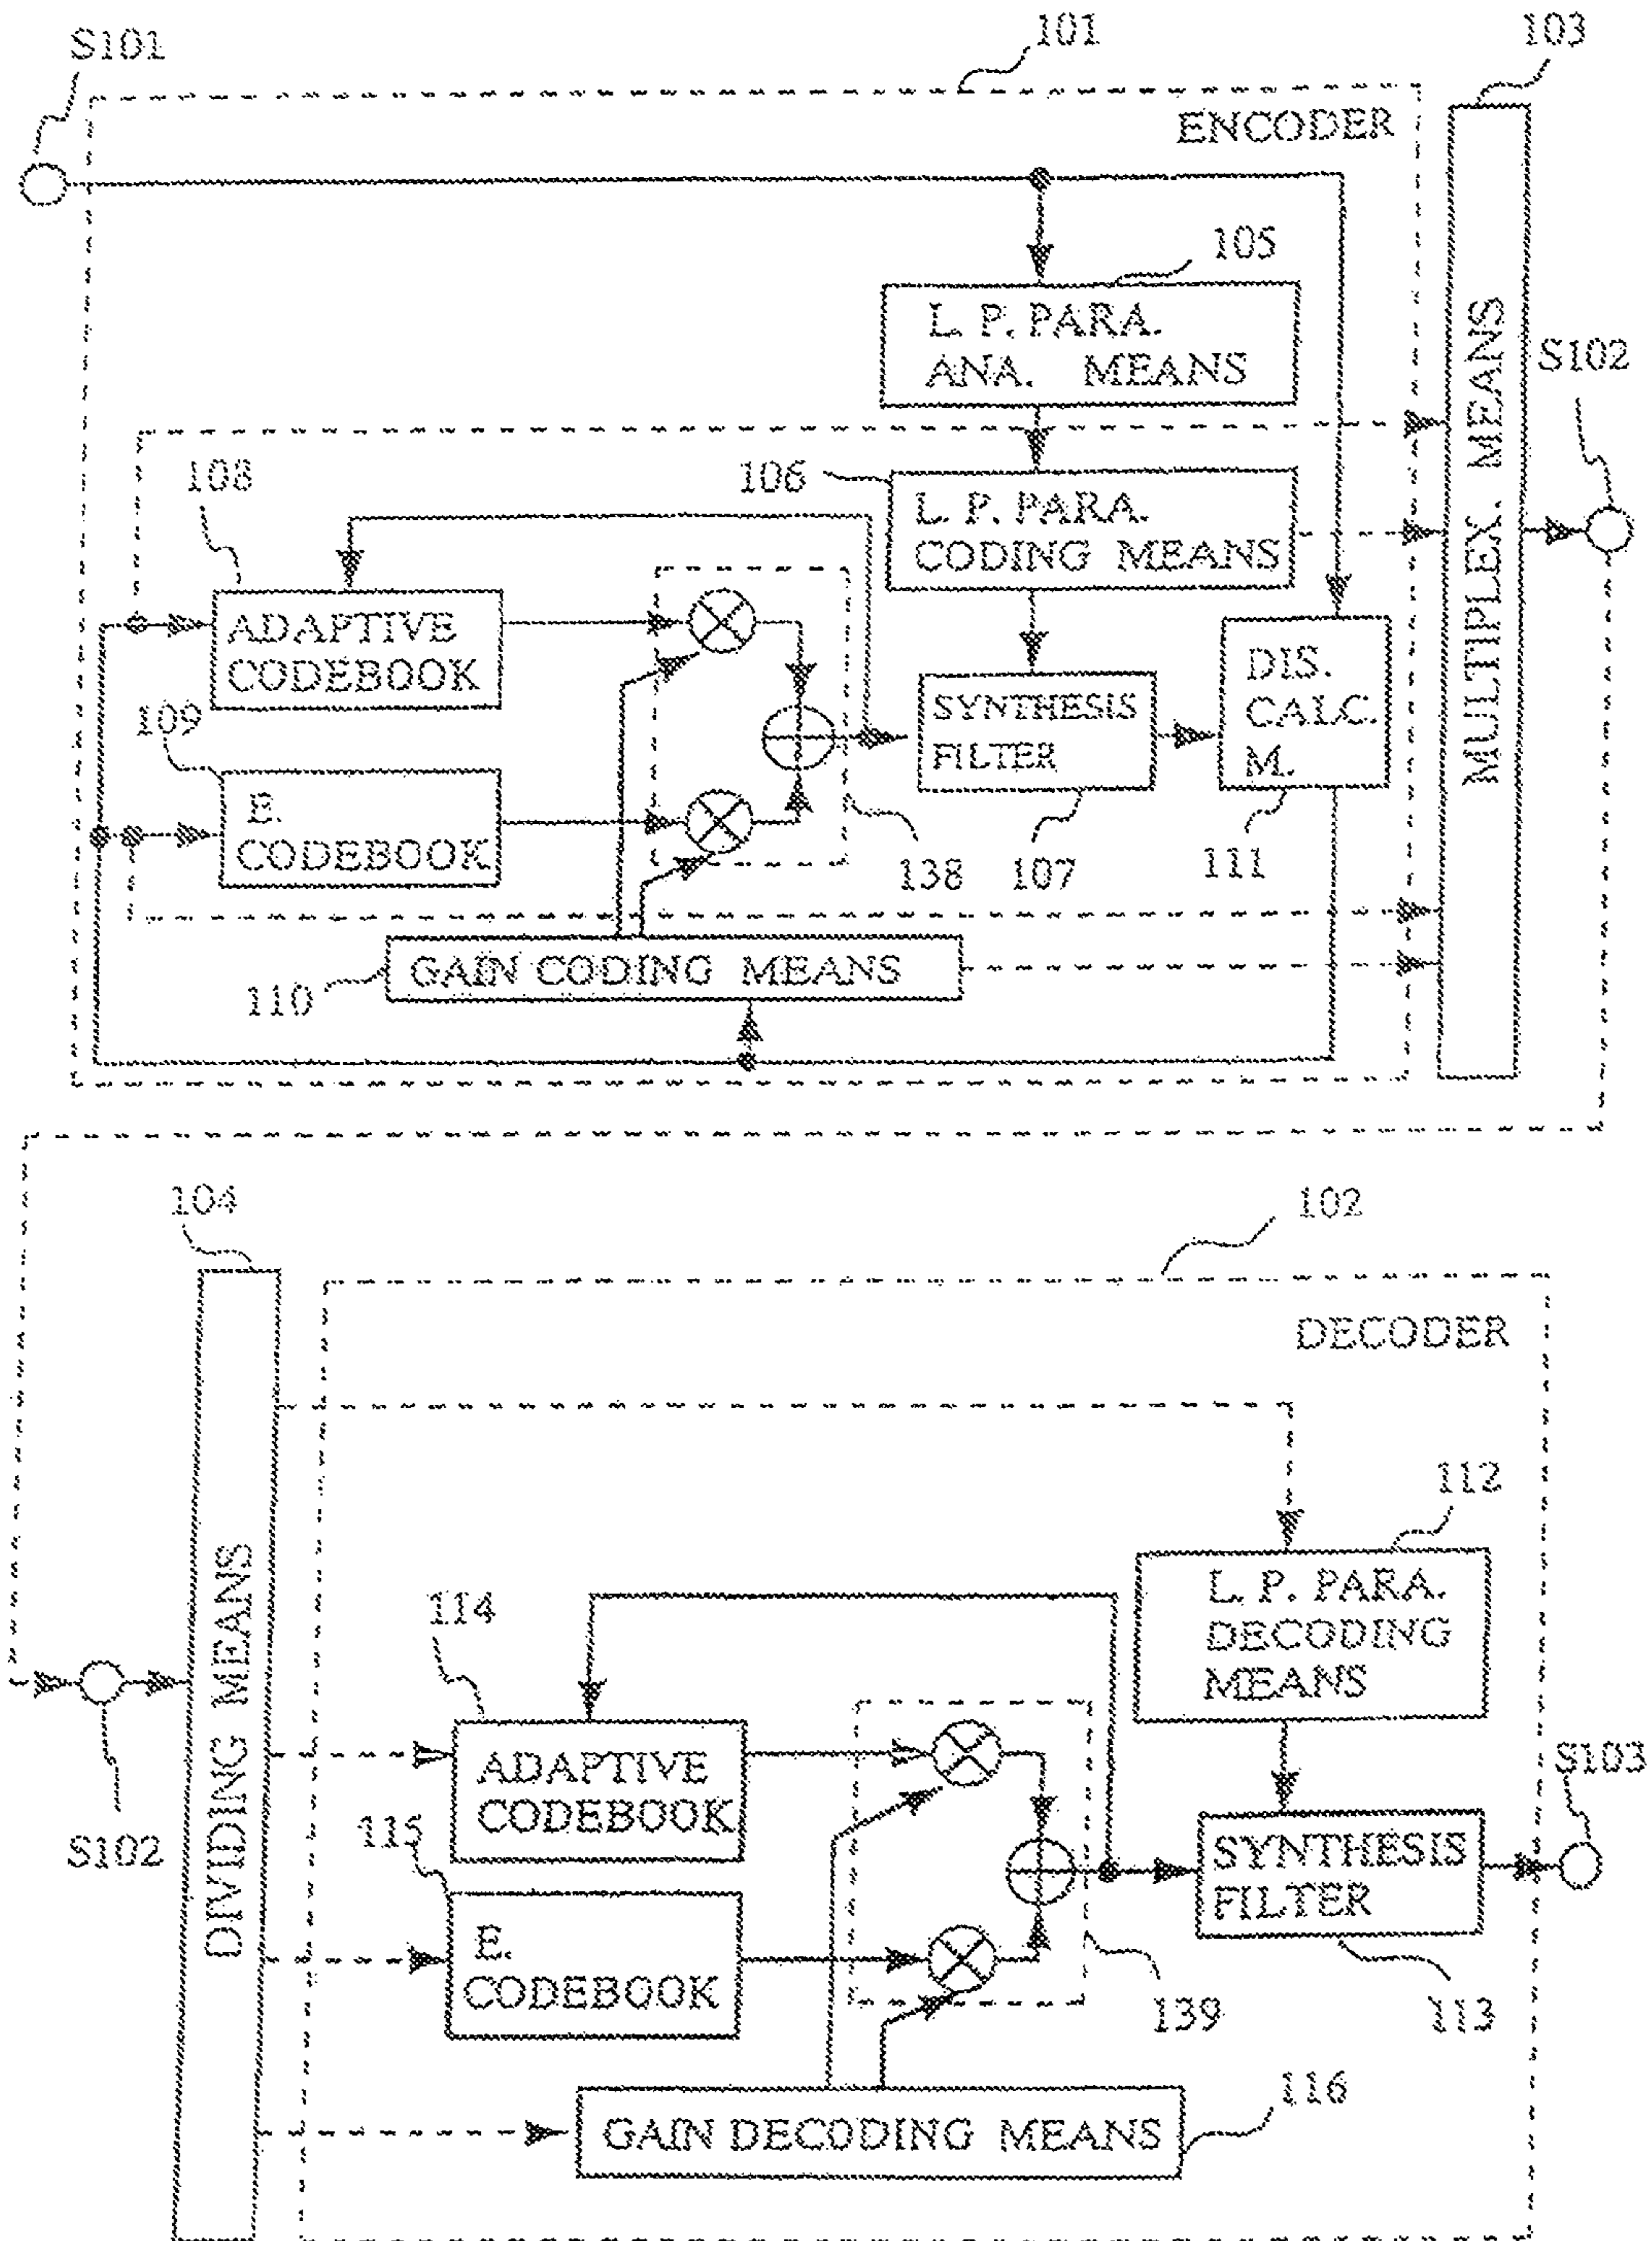 S101
101
103
ENCODER
105
L. P. PARA.
ANA. MEANS
MULTIPLEX. MEANS
S102
108
106
L. P. PARA.
CODING MEANS
ADAPTIVE
CODEBOOK
DIS.
CALC.
M.
SYNTHESIS
FILTER
109
E.
CODEBOOK
138
107
111
GAIN CODING MEANS
110
104
102
DECODER
112
L. P. PARA.
DECODING
MEANS
114
DIVIDING MEANS
ADAPTIVE
CODEBOOK
S103
S102
115
SYNTHESIS
FILTER
E.
CODEBOOK
139
113
116
GAIN DECODING MEANS